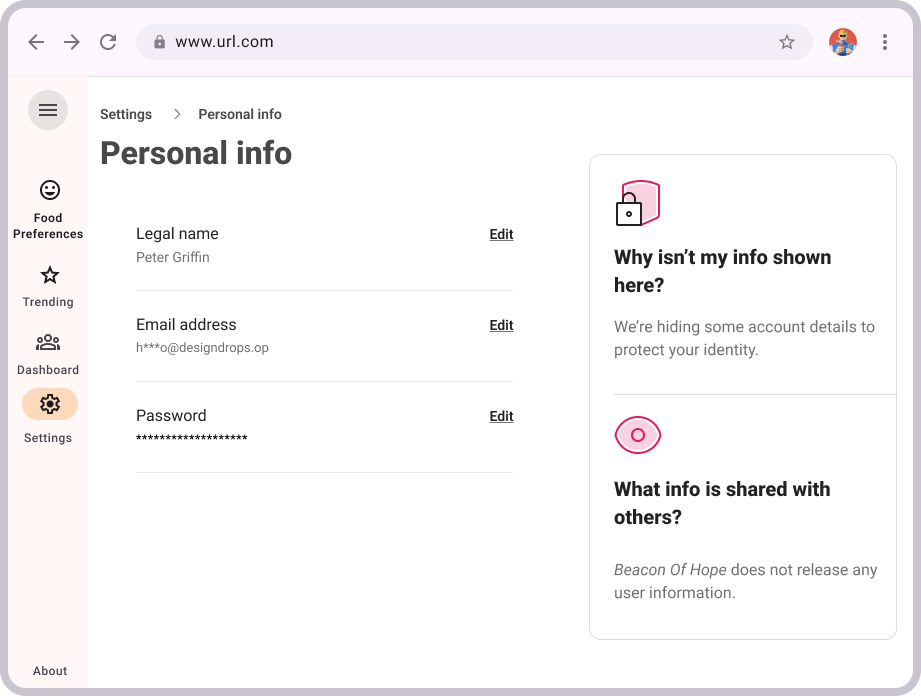 www.url.com
Settings
Personal info
Personal info
Food
Preferences
Trending
Dashboard
Settings
About
Legal name
Edit
Peter Griffin
Email address
Edit
h***o@designdrops.op
Password
Edit
*******************
Why isn’t my info shown
here?
We’re hiding some account details to
protect your identity.
What info is shared with
others?
Beacon Of Hope does not release any
user information.